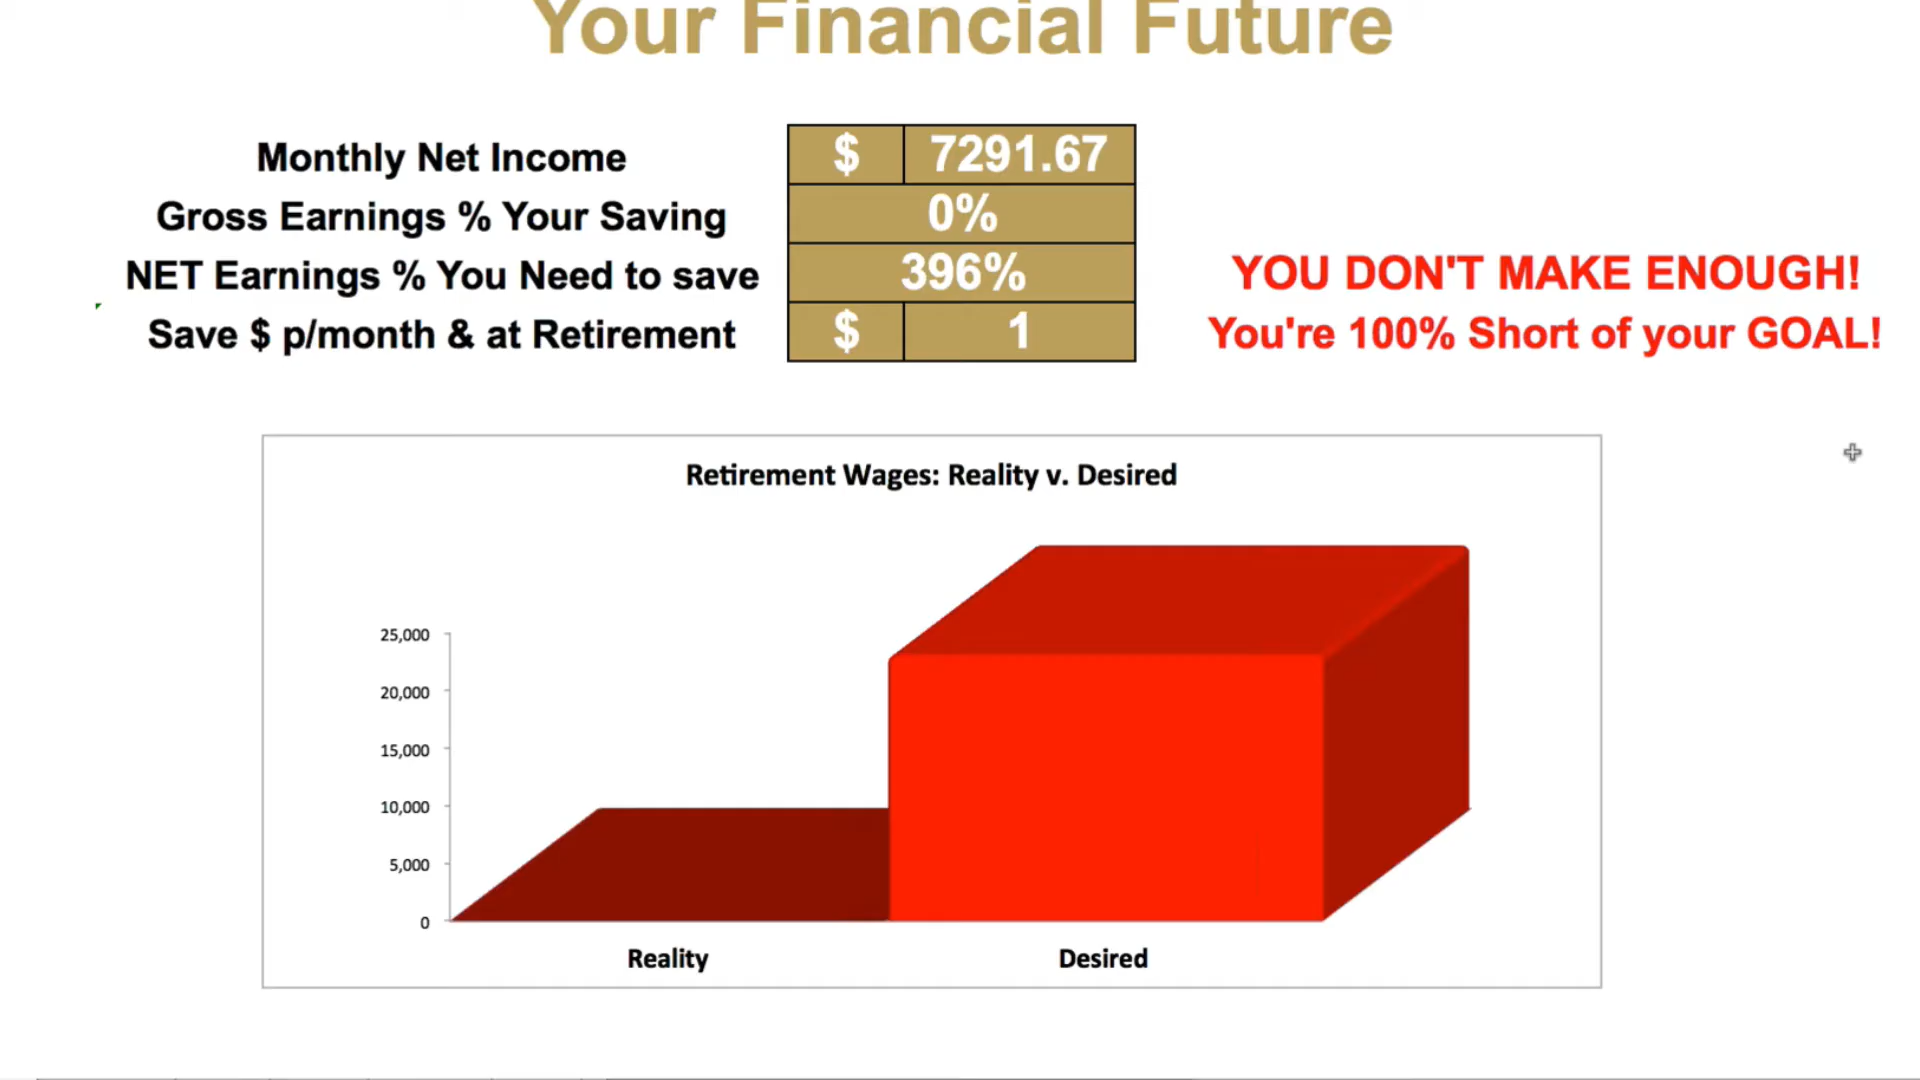 Your Financial Future
Monthly Net Income $ 7291.67
Gross Earnings % Your Saving 0%
NET Earnings % You Need to save 396% YOU DON'T MAKE ENOUGH!
Save $ p/month & at Retirement $ 1 You're 100% Short of your GOAL!
Retirement Wages: Reality v. Desired
25,000
20,000
15,000
10,000
5,000
0
Reality Desired